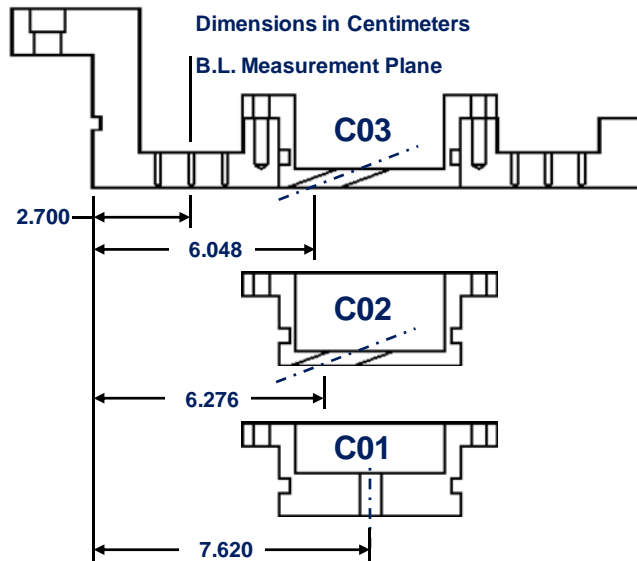 Dimensions in Centimeters
B.L. Measurement Plane
C03
2.700
6.048
C02
6.276
C01
7.620